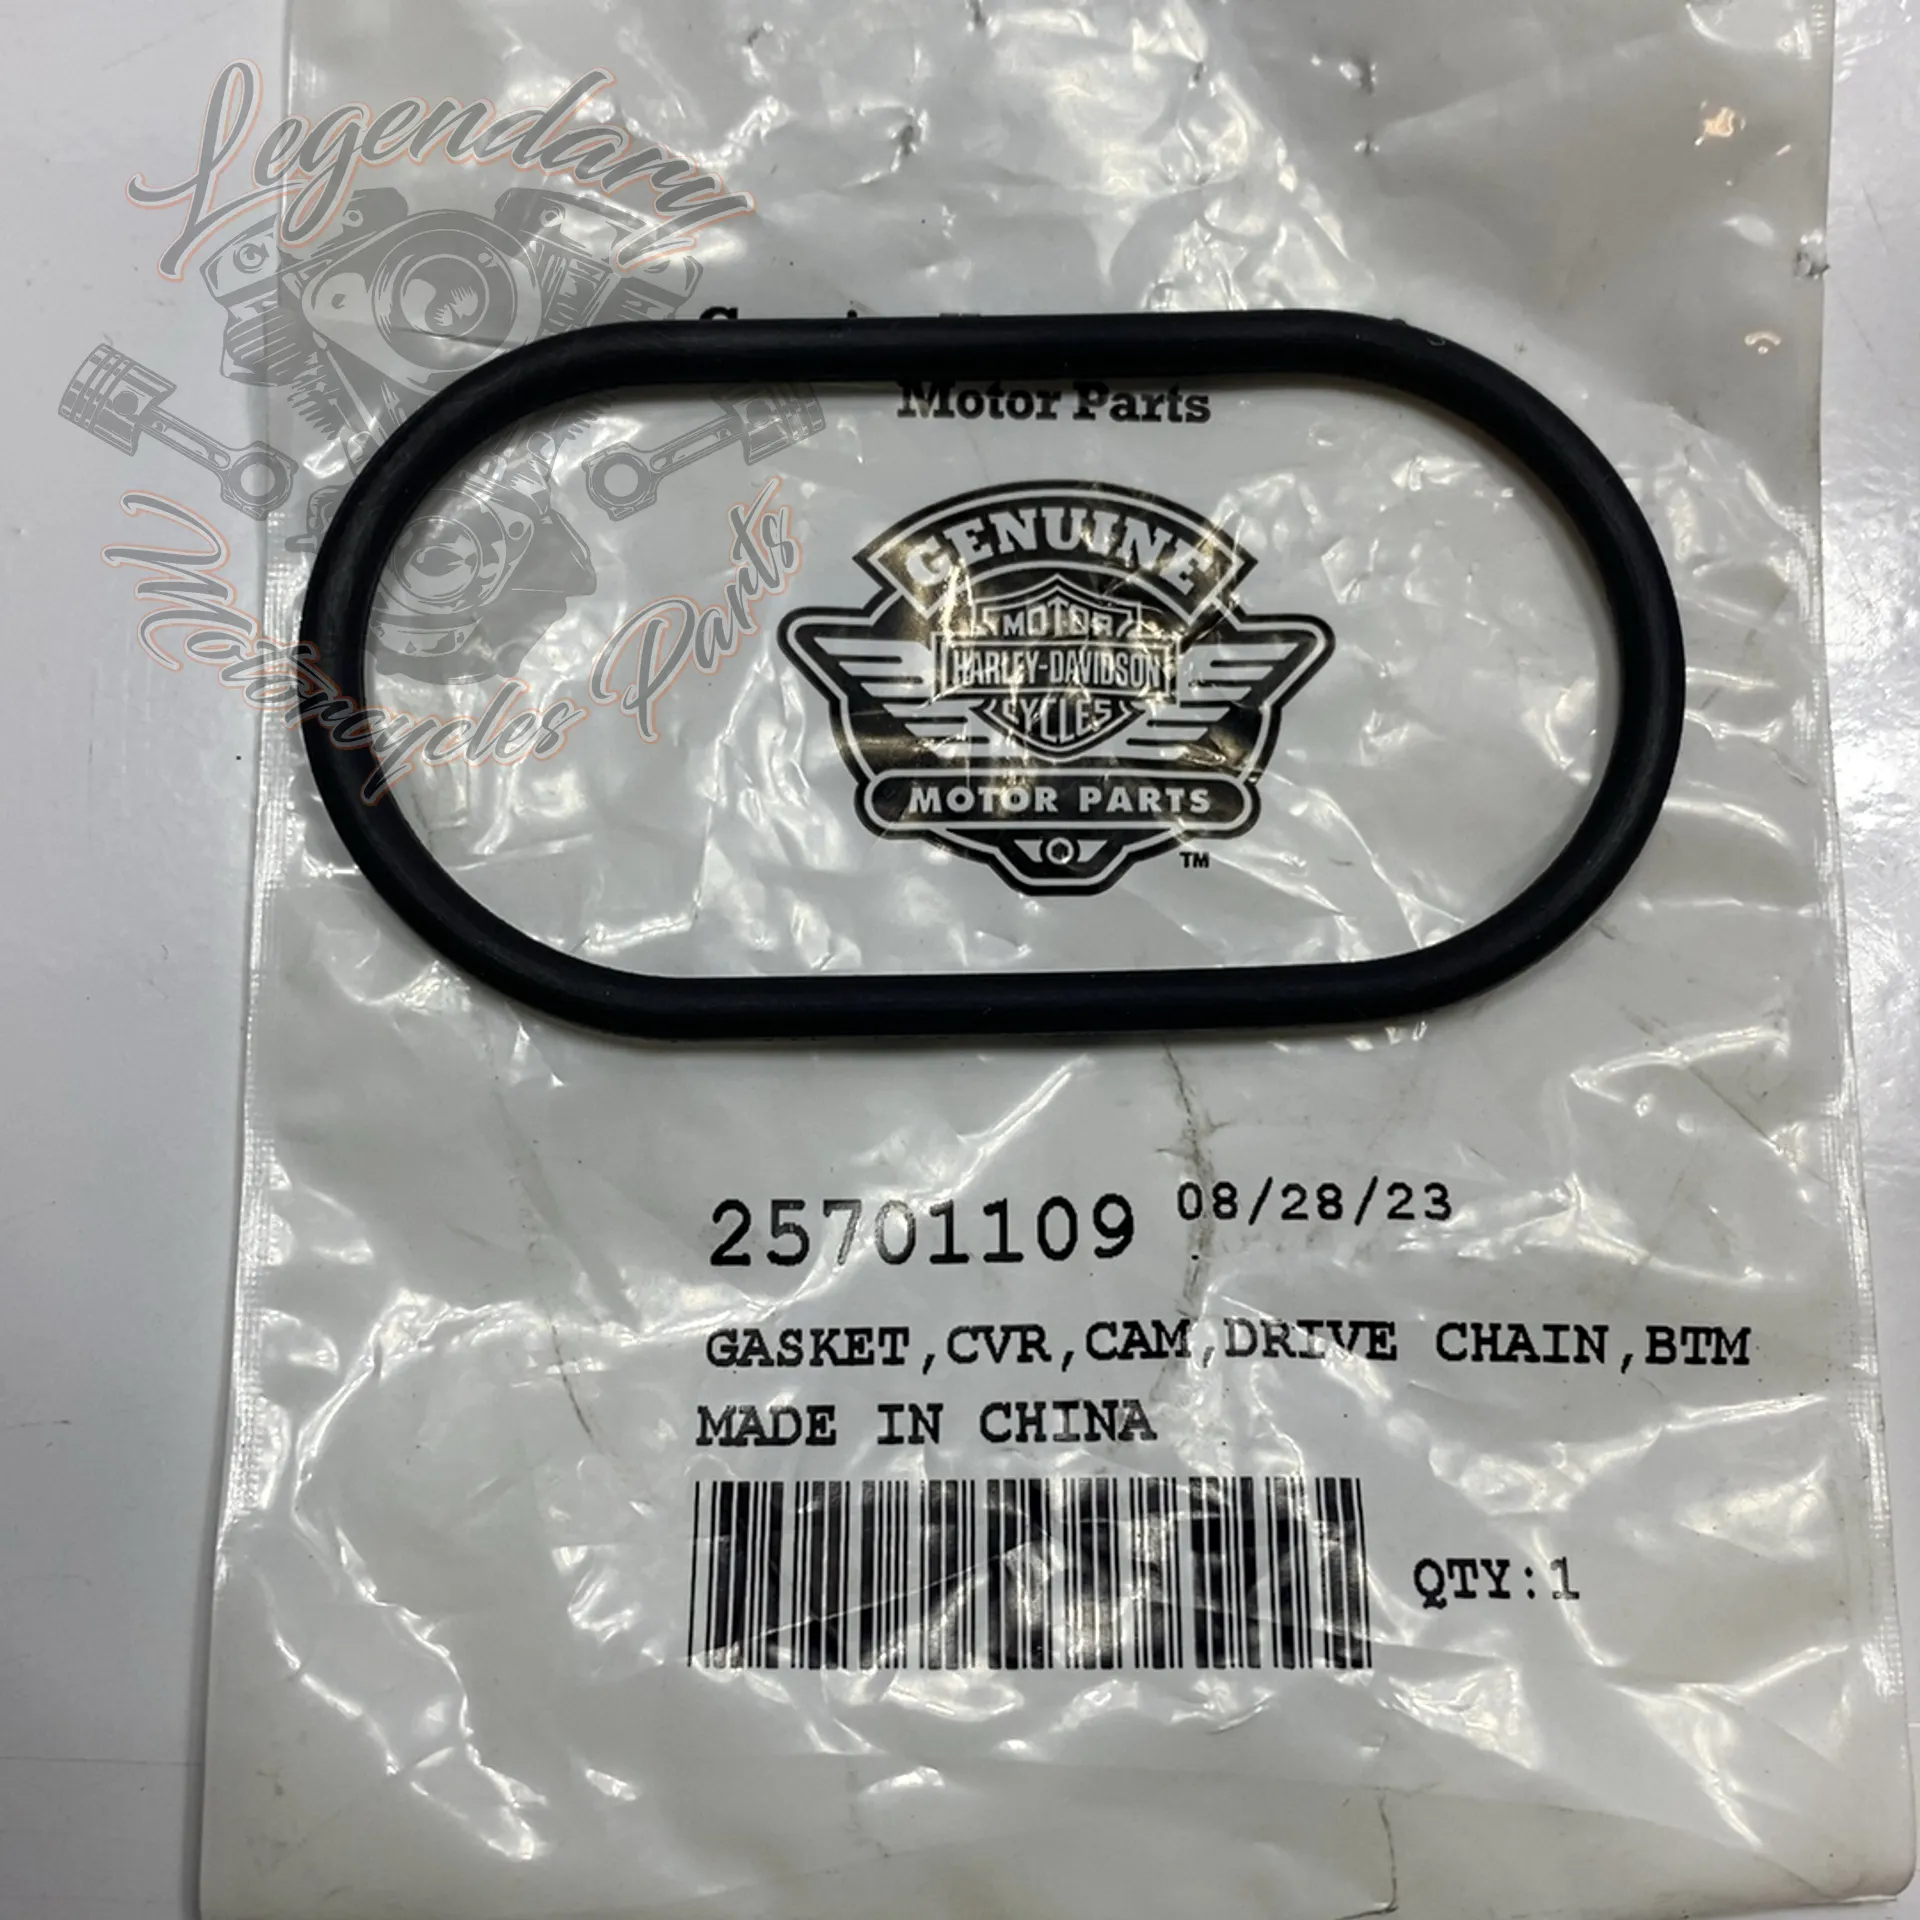 Legendary
Motorcycles Parts
Motor Parts
GENUINE
MOTOR
HARLEY-DAVIDSON
CYCLES
MOTOR PARTS
TM
25701109 08/28/23
GASKET,CVR,CAM,DRIVE CHAIN,BTM
MADE IN CHINA
QTY:1